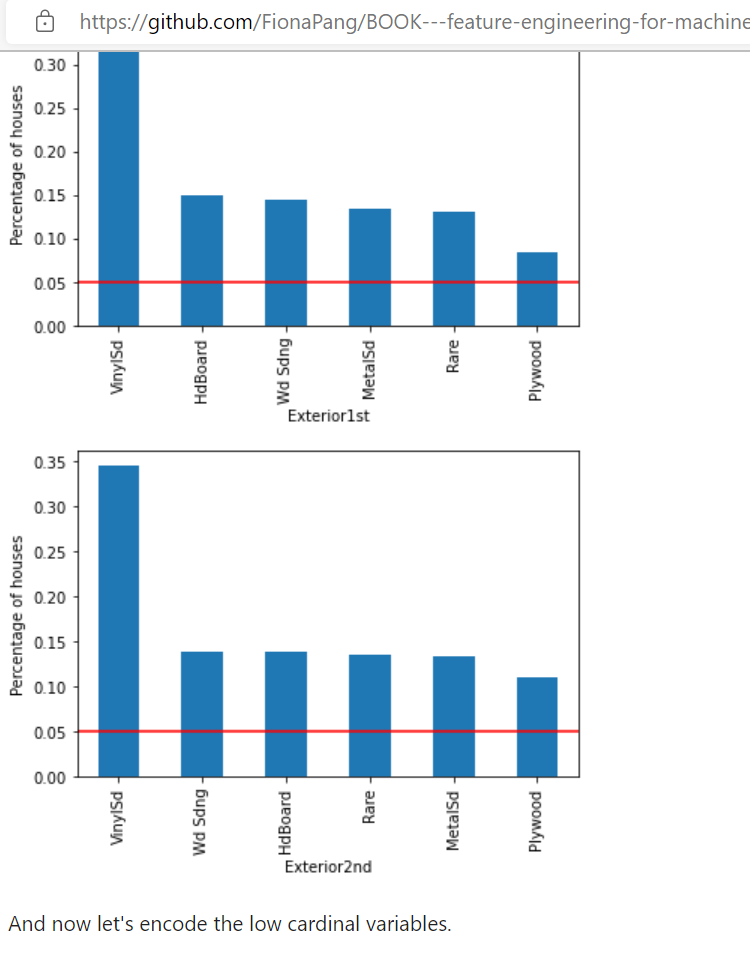 https://github.com/FionaPang/BOOK---feature-engineering-for-machine
Percentage of houses
0.30
0.25
0.20
0.15
0.10
0.05
0.00
VinylSd
HdBoard
Wd Sdng
MetalSd
Rare
Plywood
Exterior1st
Percentage of houses
0.35
0.30
0.25
0.20
0.15
0.10
0.05
0.00
VinylSd
Wd Sdng
HdBoard
Rare
MetalSd
Plywood
Exterior2nd
And now let's encode the low cardinal variables.